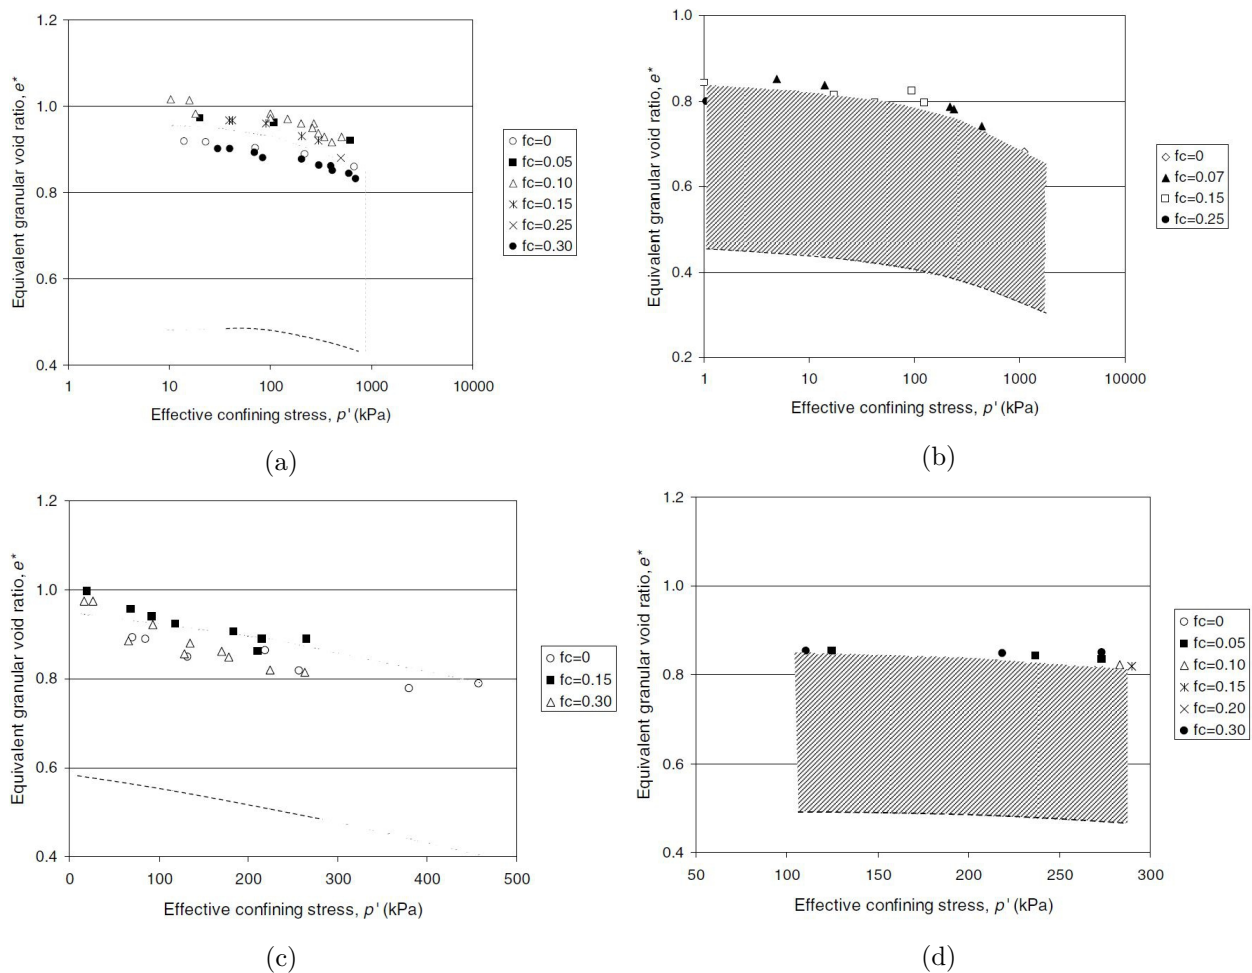 1.2
1.0
0.8
0.6
0.4
Equivalent granular void ratio, e*
1 10 100 1000 10000
Effective confining stress, p' (kPa)
fc=0
fc=0.05
fc=0.10
fc=0.15
fc=0.25
fc=0.30
(a)
1.0
0.8
0.6
0.4
0.2
Equivalent granular void ratio, e*
1 10 100 1000 10000
Effective confining stress, p' (kPa)
fc=0
fc=0.07
fc=0.15
fc=0.25
(b)
1.2
1.0
0.8
0.6
0.4
Equivalent granular void ratio, e*
0 100 200 300 400 500
Effective confining stress, p' (kPa)
fc=0
fc=0.15
fc=0.30
(c)
1.2
1.0
0.8
0.6
0.4
Equivalent granular void ratio, e*
50 100 150 200 250 300
Effective confining stress, p' (kPa)
fc=0
fc=0.05
fc=0.10
fc=0.15
fc=0.20
fc=0.30
(d)